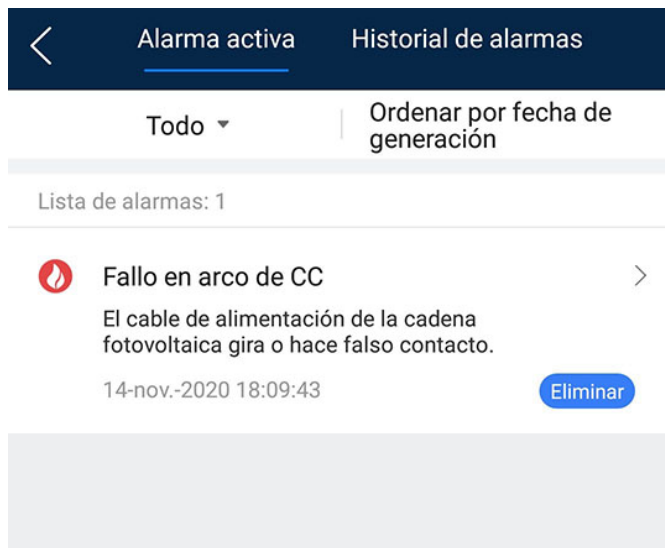 Alarma activa Historial de alarmas
Todo Ordenar por fecha de
generación
Lista de alarmas: 1
Fallo en arco de CC
El cable de alimentación de la cadena
fotovoltaica gira o hace falso contacto.
14-nov.-2020 18:09:43 Eliminar